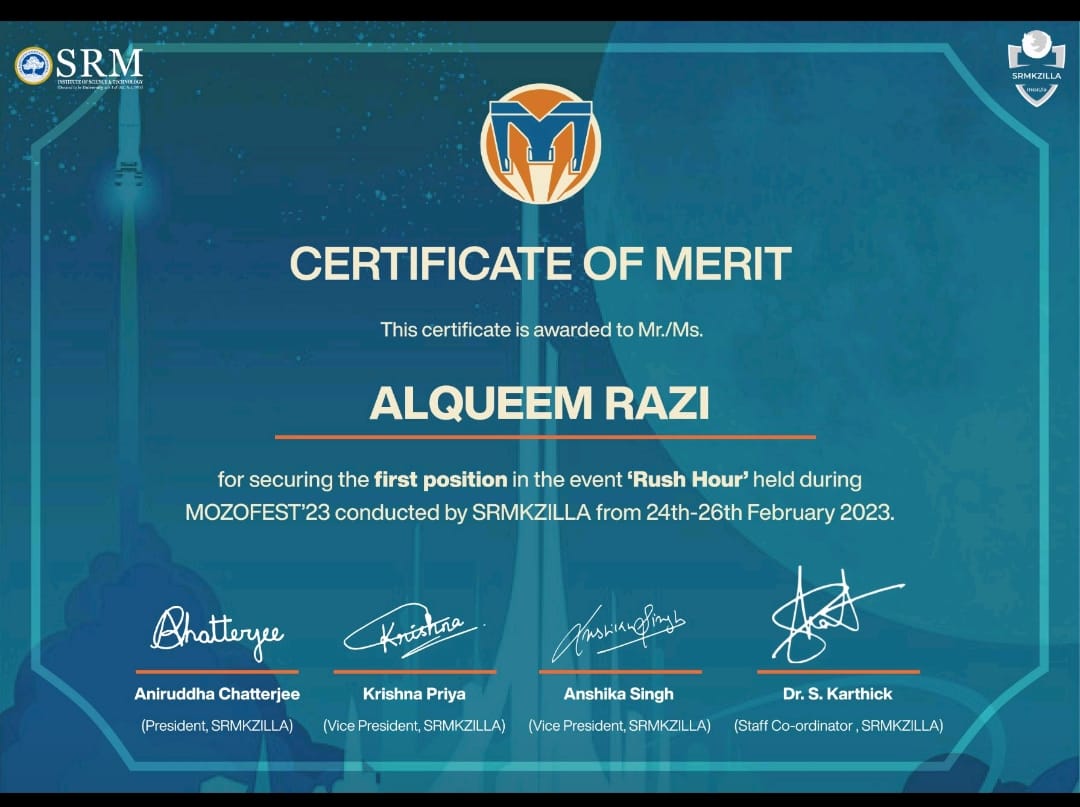 SRM
INSTITUTE OF SCIENCE & TECHNOLOGY
SRMKZILLA
M
CERTIFICATE OF MERIT
This certificate is awarded to Mr./Ms.
ALQUEEM RAZI
for securing the first position in the event ‘Rush Hour’ held during
MOZOFEST’23 conducted by SRMKZILLA from 24th-26th February 2023.
AChatterjee Krishna Anshika Singh
Aniruddha Chatterjee Krishna Priya Anshika Singh Dr. S. Karthick
(President, SRMKZILLA) (Vice President, SRMKZILLA) (Vice President, SRMKZILLA) (Staff Co-ordinator , SRMKZILLA)